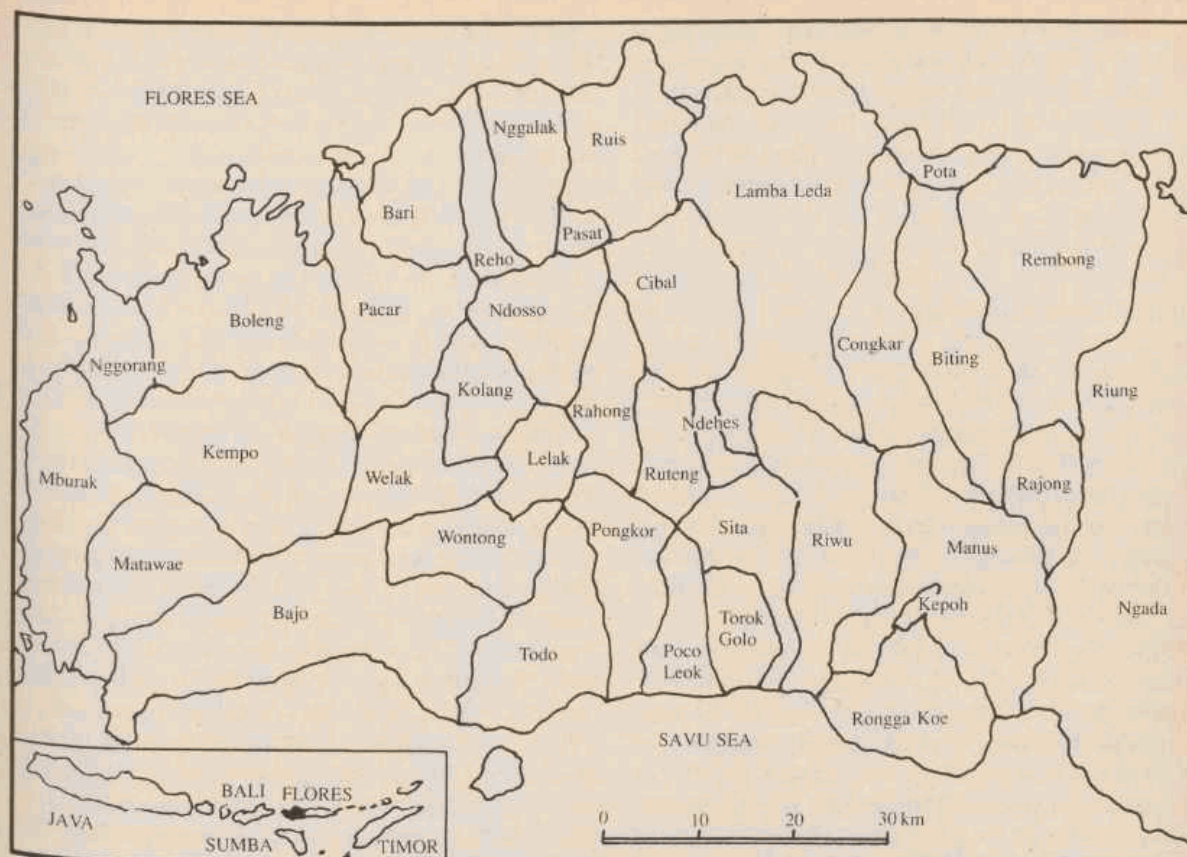 FLORES SEA
Nggalak
Ruis
Pota
Lamba Leda
Bari
Pasat
Reho
Rembong
Cibal
Ndosso
Pacar
Boleng
Congkar
Biting
Nggorang
Kolang
Riung
Rahong
Ndehes
Kempo
Lelak
Welak
Ruteng
Rajong
Mburak
Pongkor
Sita
Wontong
Riwu
Manus
Matawae
Kepoh
Ngada
Bajo
Torok
Golo
Todo
Poco
Leok
Rongga Koe
SAVU SEA
BALI
FLORES
JAVA
SUMBA
TIMOR
0 10 20 30 km